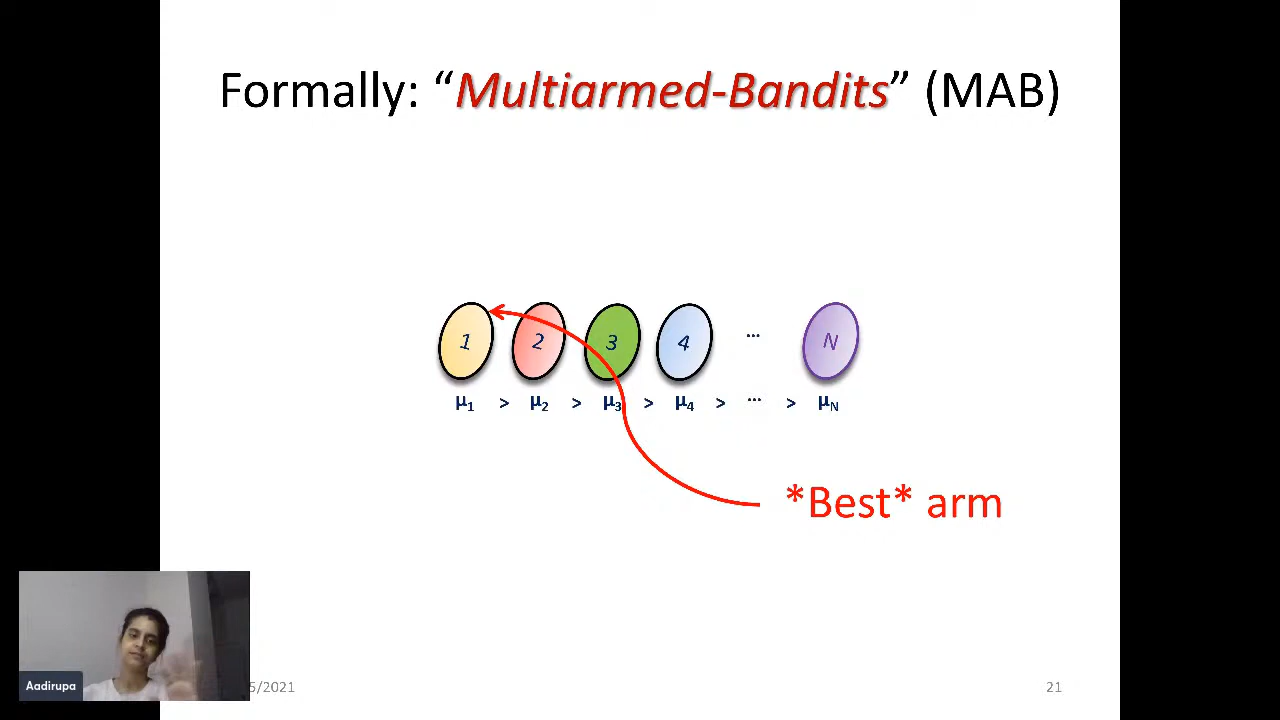 Formally: “Multiarmed-Bandits” (MAB)
1 2 3 4 ... N
μ1 > μ2 > μ3 > μ4 > ... > μN
*Best* arm
Aadirupa
5/2021
21